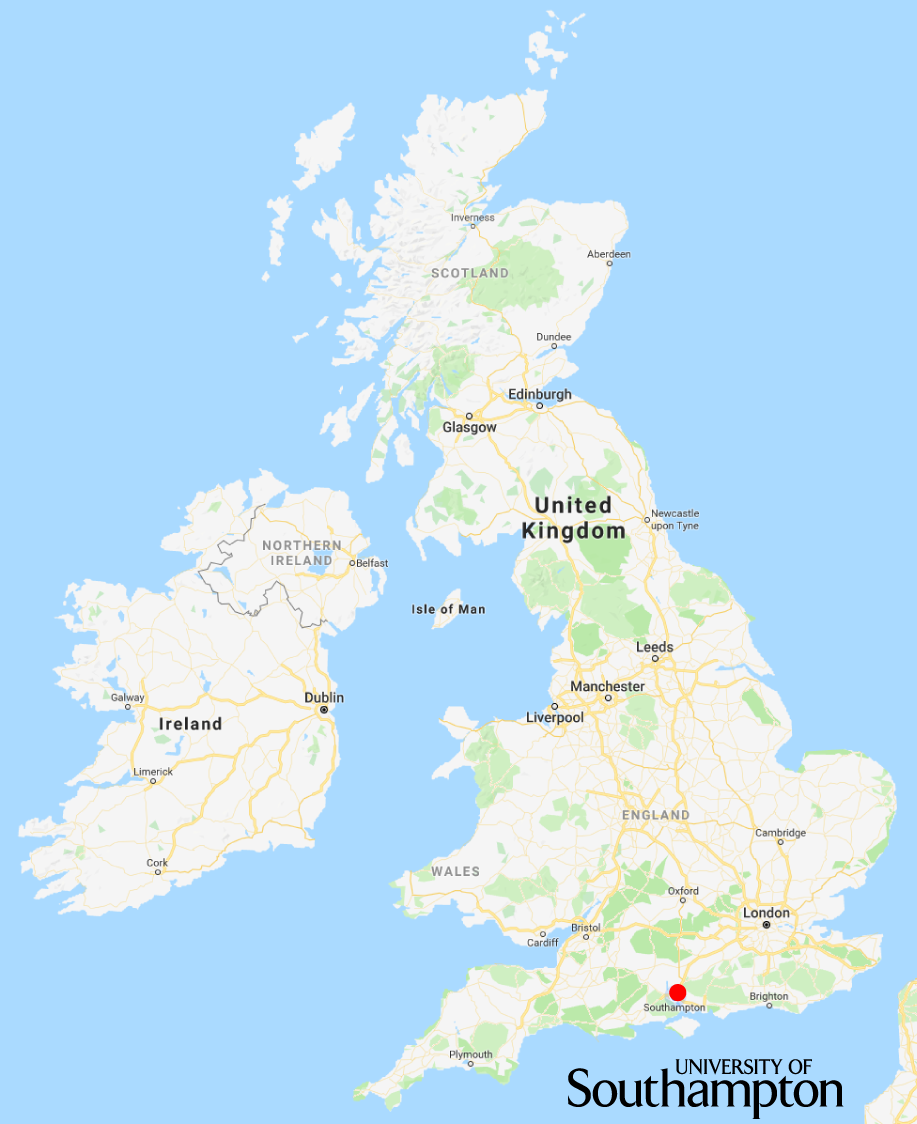 Inverness
Aberdeen
SCOTLAND
Dundee
Edinburgh
Glasgow
United
Kingdom
Newcastle
upon Tyne
NORTHERN
IRELAND
Belfast
Isle of Man
Leeds
Manchester
Galway
Dublin
Liverpool
Ireland
Limerick
ENGLAND
Cambridge
Cork
WALES
Oxford
London
Bristol
Cardiff
Brighton
Southampton
Plymouth
UNIVERSITY OF
Southampton